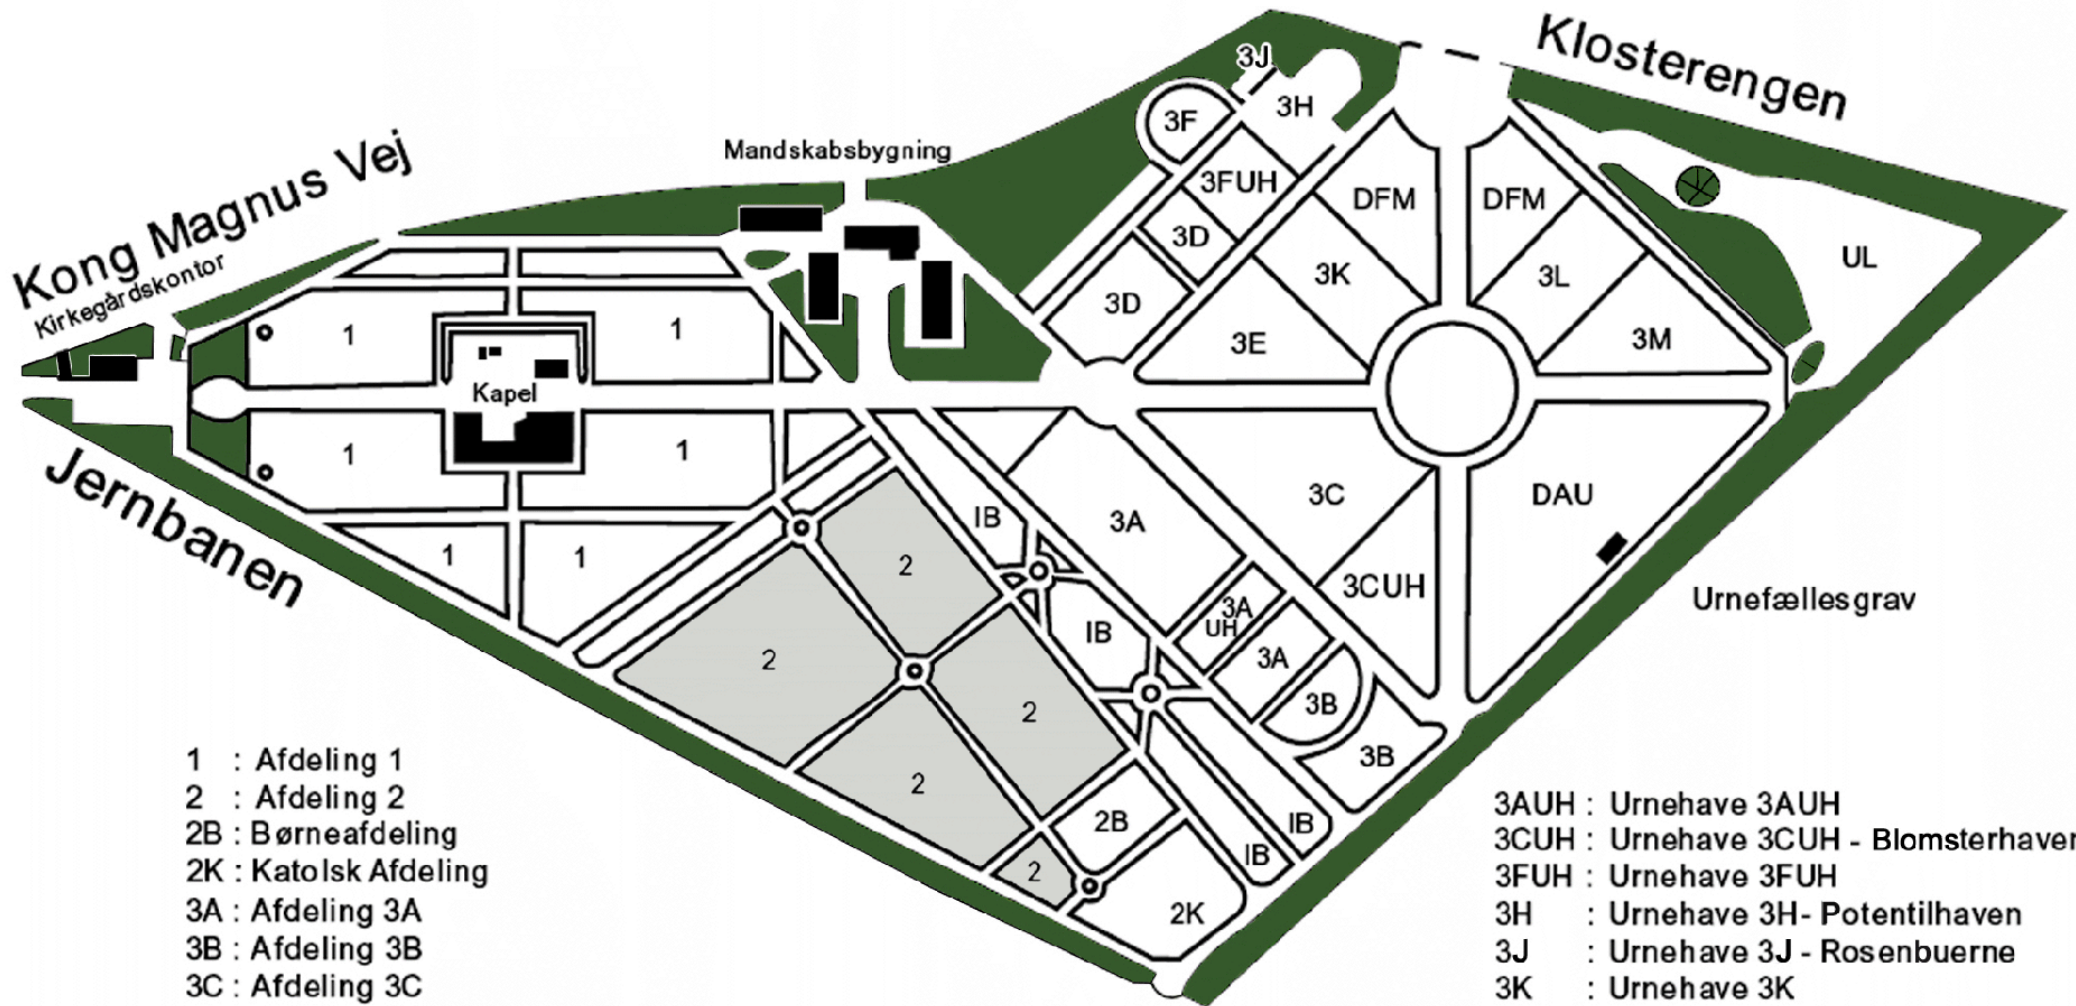 Klosterengen
3J
3H
3F
Kong Magnus Vej
Kirkegårdskontor
Mandskabsbygning
3FUH
DFM
DFM
3D
3K
3L
UL
3D
1
1
3E
3M
Kapel
1
1
3C
DAU
IB
3A
Jernbanen
1
1
2
3CUH
Urnefællesgrav
3A
UH
IB
2
3A
2
3B
3B
2
2B
IB
IB
2
2K
1 : Afdeling 1
2 : Afdeling 2
2B : Børneafdeling
2K : Katolsk Afdeling
3A : Afdeling 3A
3B : Afdeling 3B
3C : Afdeling 3C
3AUH : Urnehave 3AUH
3CUH : Urnehave 3CUH - Blomsterhaven
3FUH : Urnehave 3FUH
3H : Urnehave 3H - Potentilhaven
3J : Urnehave 3J - Rosenbuerne
3K : Urnehave 3K